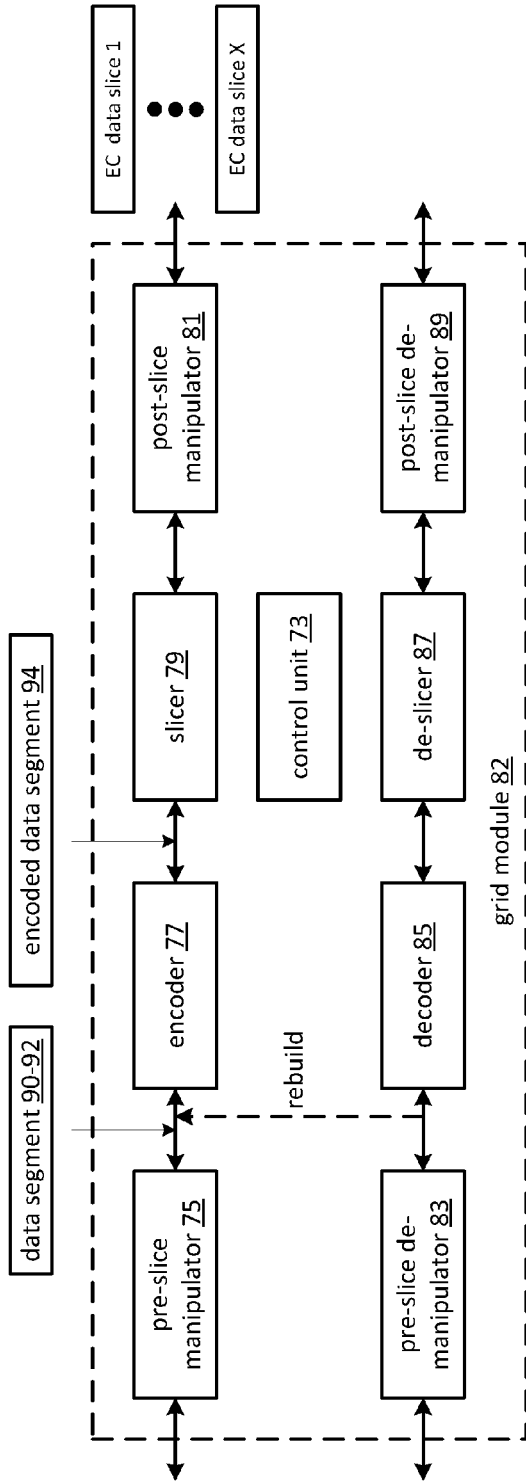 data segment 90-92
encoded data segment 94
EC data slice 1
EC data slice X
pre-slice
manipulator 75
encoder 77
slicer 79
post-slice
manipulator 81
rebuild
control unit 73
pre-slice de-
manipulator 83
decoder 85
de-slicer 87
post-slice de-
manipulator 89
grid module 82